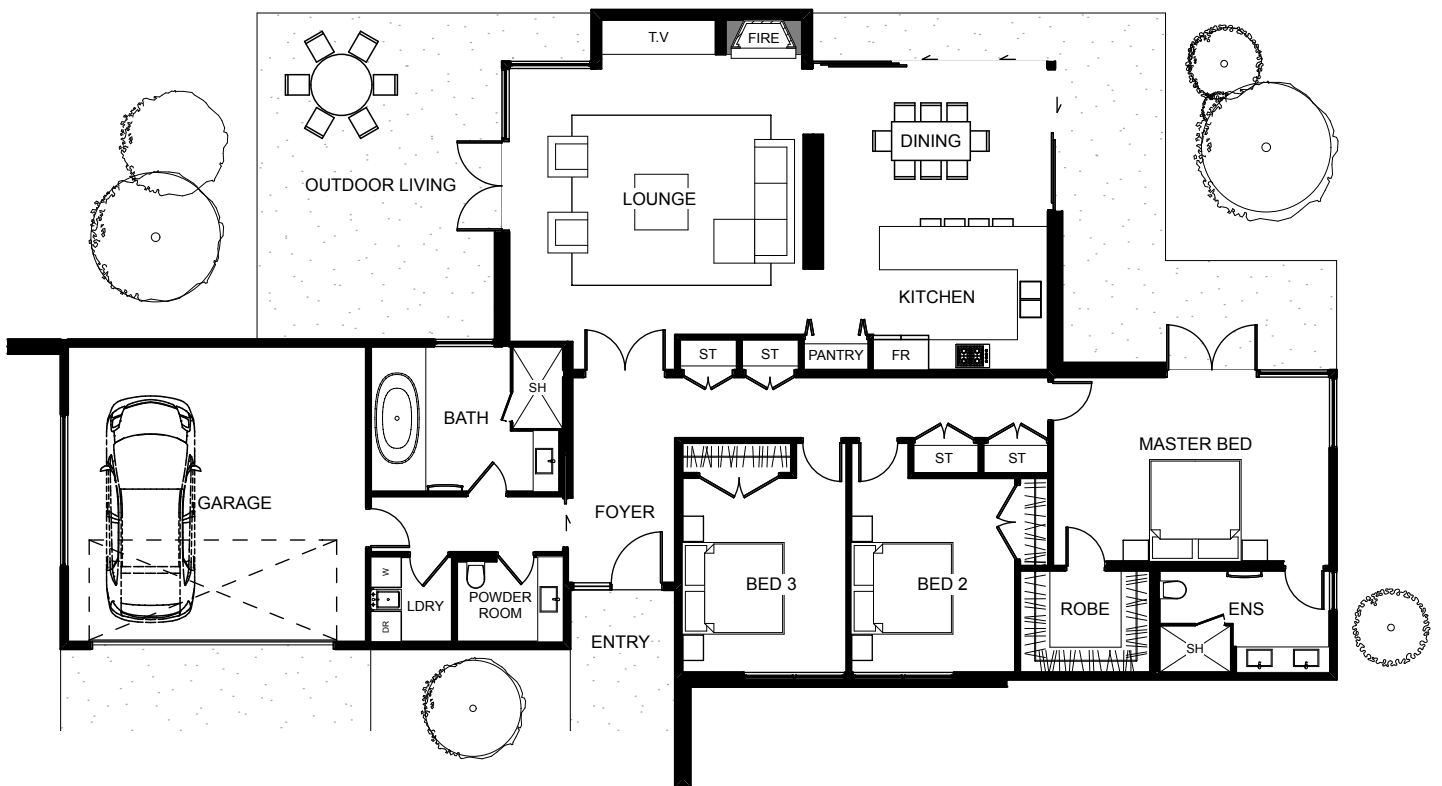 T.V
FIRE
DINING
OUTDOOR LIVING
LOUNGE
KITCHEN
ST
ST
PANTRY
FR
SH
BATH
MASTER BED
ST
ST
GARAGE
FOYER
W
LDRY
DR
POWDER
ROOM
BED 3
BED 2
ROBE
ENS
ENTRY
SH